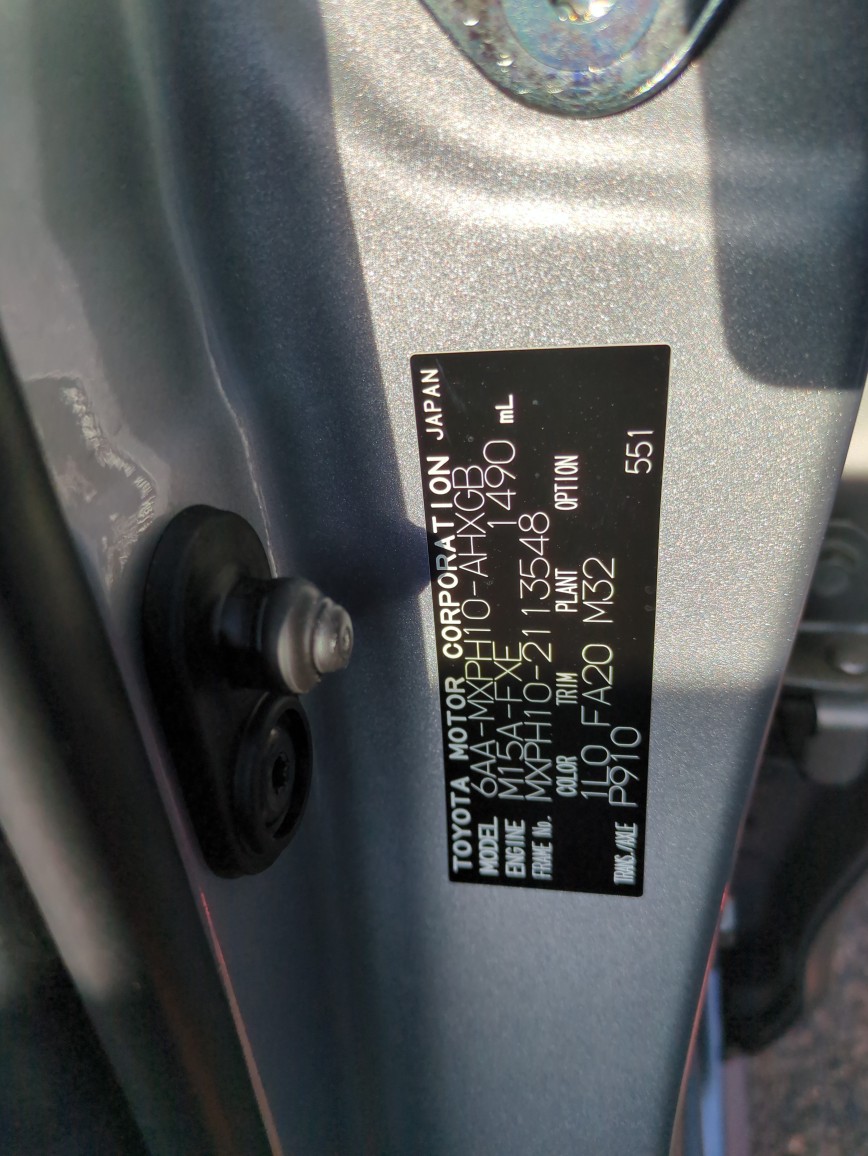 TOYOTA MOTOR CORPORATION JAPAN
MODEL 6AA-MXPH10-AHXGB
ENGINE M15A-FXE 1490 mL
FRAME No. MXPH10-2113548
COLOR TRIM PLANT OPTION
1L0 FA20 M32
TRANS./AXLE P910 551